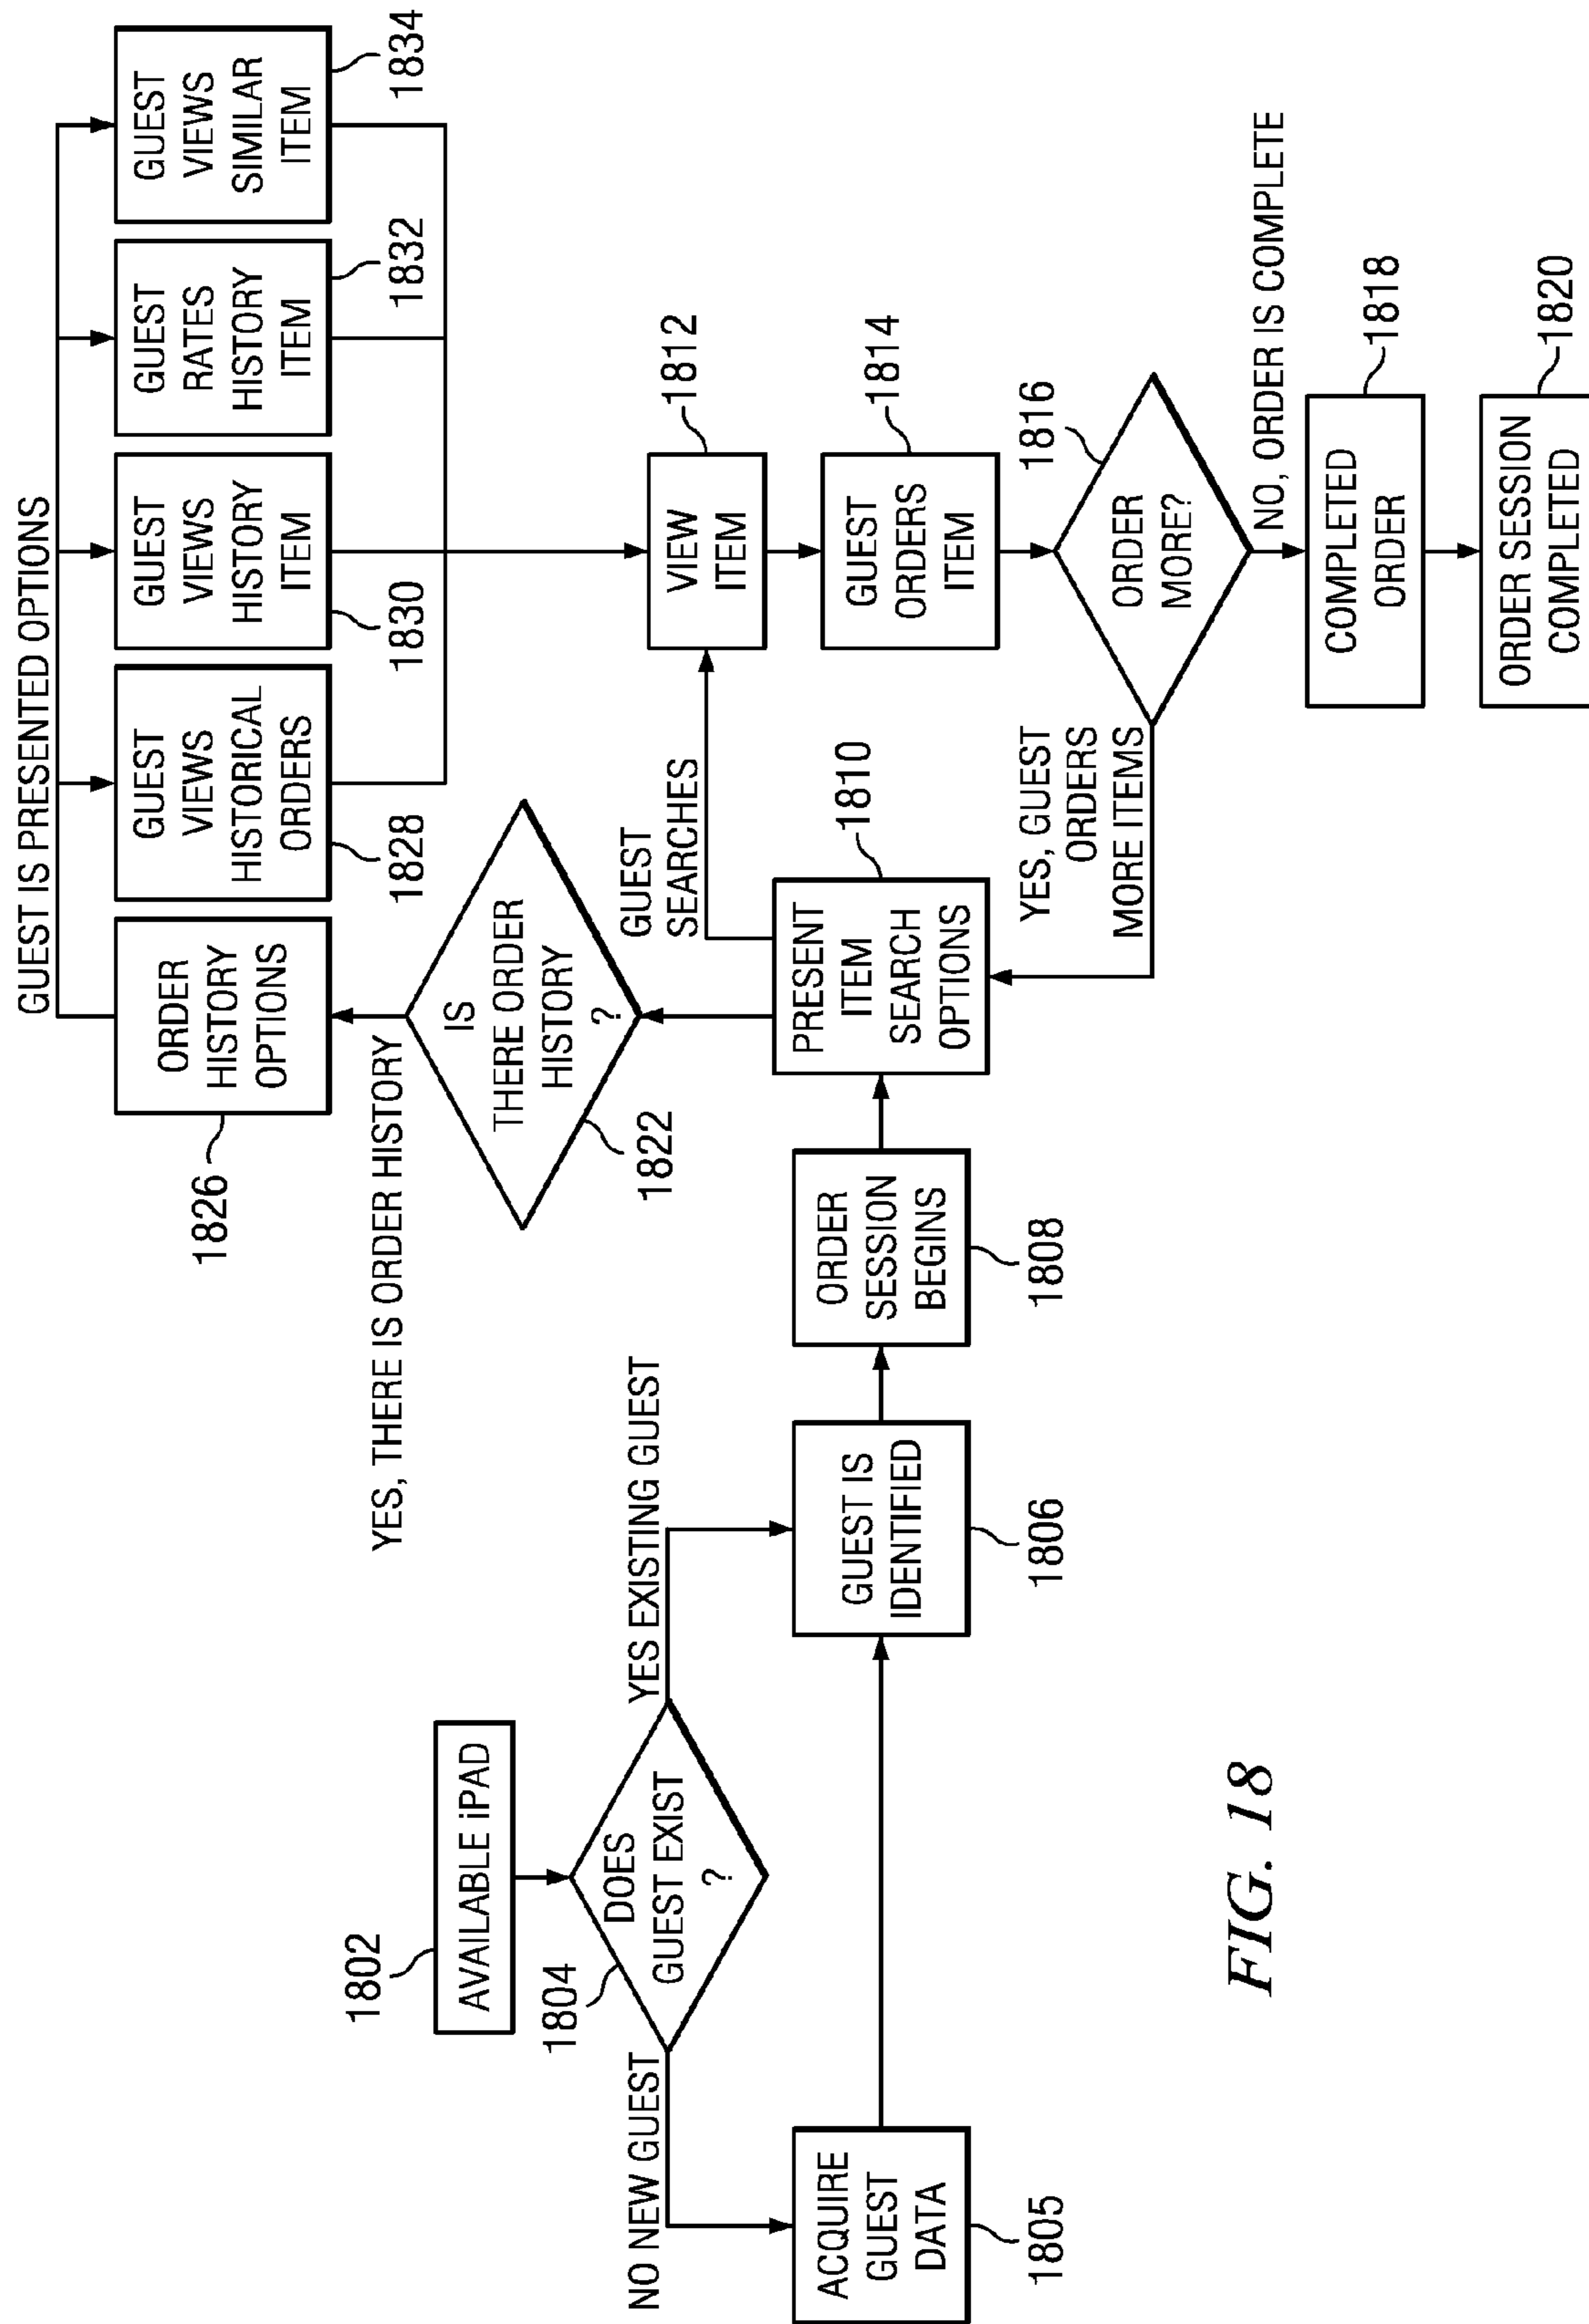 1802
AVAILABLE iPAD
1804
DOES
GUEST EXIST
?
NO NEW GUEST
YES EXISTING GUEST
ACQUIRE
GUEST
DATA
1805
GUEST IS
IDENTIFIED
1806
ORDER
SESSION
BEGINS
1808
PRESENT
ITEM
SEARCH
OPTIONS
1810
GUEST
SEARCHES
IS
THERE ORDER
HISTORY
?
1822
YES, THERE IS ORDER HISTORY
ORDER
HISTORY
OPTIONS
1826
GUEST IS PRESENTED OPTIONS
GUEST
VIEWS
HISTORICAL
ORDERS
1828
GUEST
VIEWS
HISTORY
ITEM
1830
GUEST
RATES
HISTORY
ITEM
1832
GUEST
VIEWS
SIMILAR
ITEM
1834
VIEW
ITEM
1812
GUEST
ORDERS
ITEM
1814
ORDER
MORE?
1816
YES, GUEST
ORDERS
MORE ITEMS
NO, ORDER IS COMPLETE
COMPLETED
ORDER
1818
ORDER SESSION
COMPLETED
1820
FIG. 18